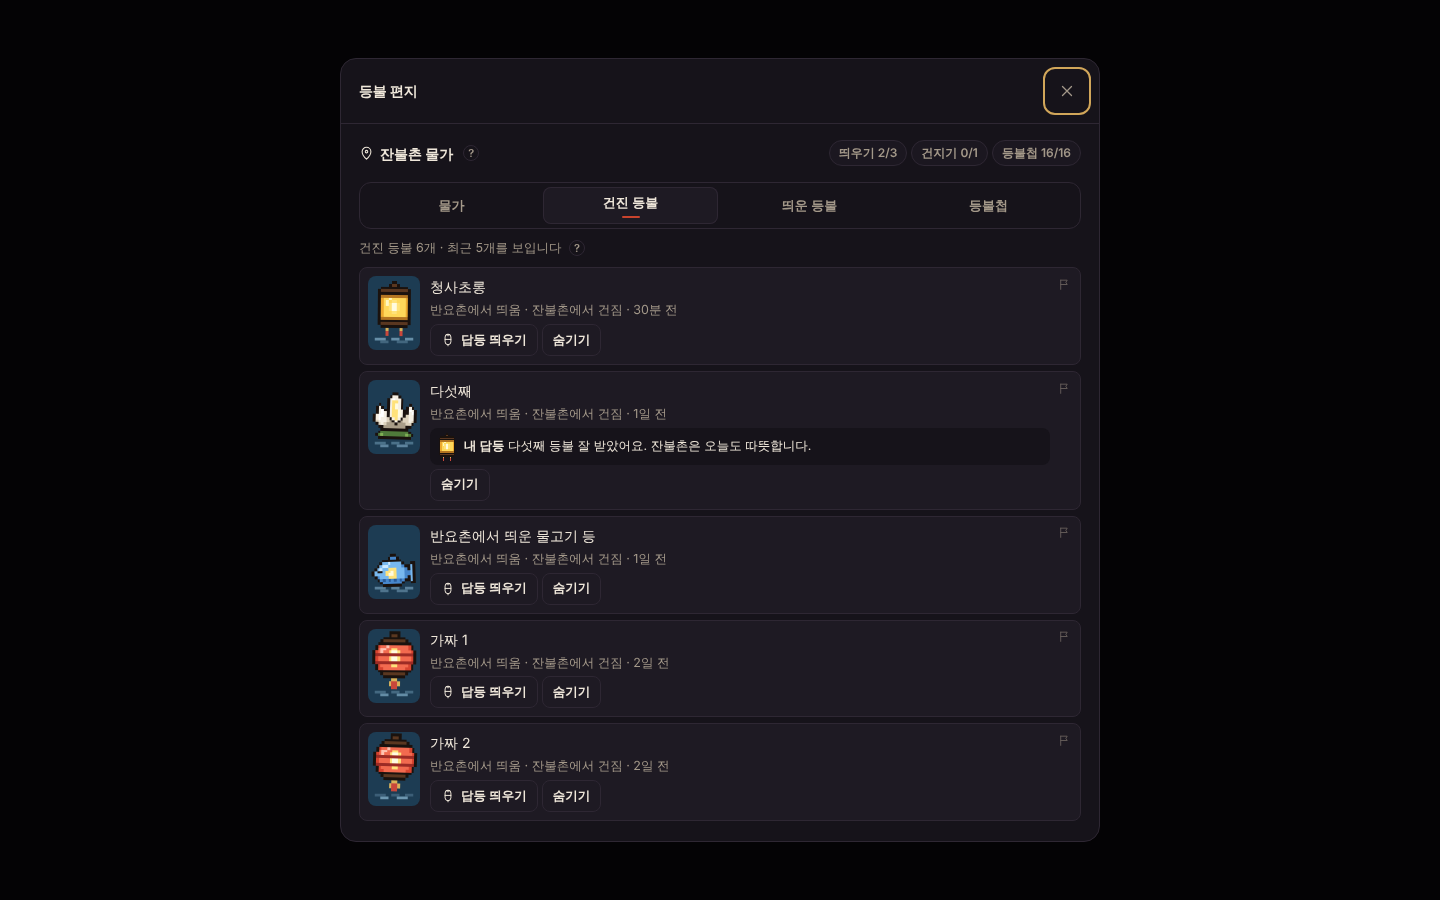 등불 편지
잔불촌 물가 ?
띄우기 2/3 건지기 0/1 등불첩 16/16
물가 건진 등불 띄운 등불 등불첩
건진 등불 6개 · 최근 5개를 보입니다 ?
청사초롱
반요촌에서 띄움 · 잔불촌에서 건짐 · 30분 전
답등 띄우기 숨기기
다섯째
반요촌에서 띄움 · 잔불촌에서 건짐 · 1일 전
내 답등 다섯째 등불 잘 받았어요. 잔불촌은 오늘도 따뜻합니다.
숨기기
반요촌에서 띄운 물고기 등
반요촌에서 띄움 · 잔불촌에서 건짐 · 1일 전
답등 띄우기 숨기기
가짜 1
반요촌에서 띄움 · 잔불촌에서 건짐 · 2일 전
답등 띄우기 숨기기
가짜 2
반요촌에서 띄움 · 잔불촌에서 건짐 · 2일 전
답등 띄우기 숨기기